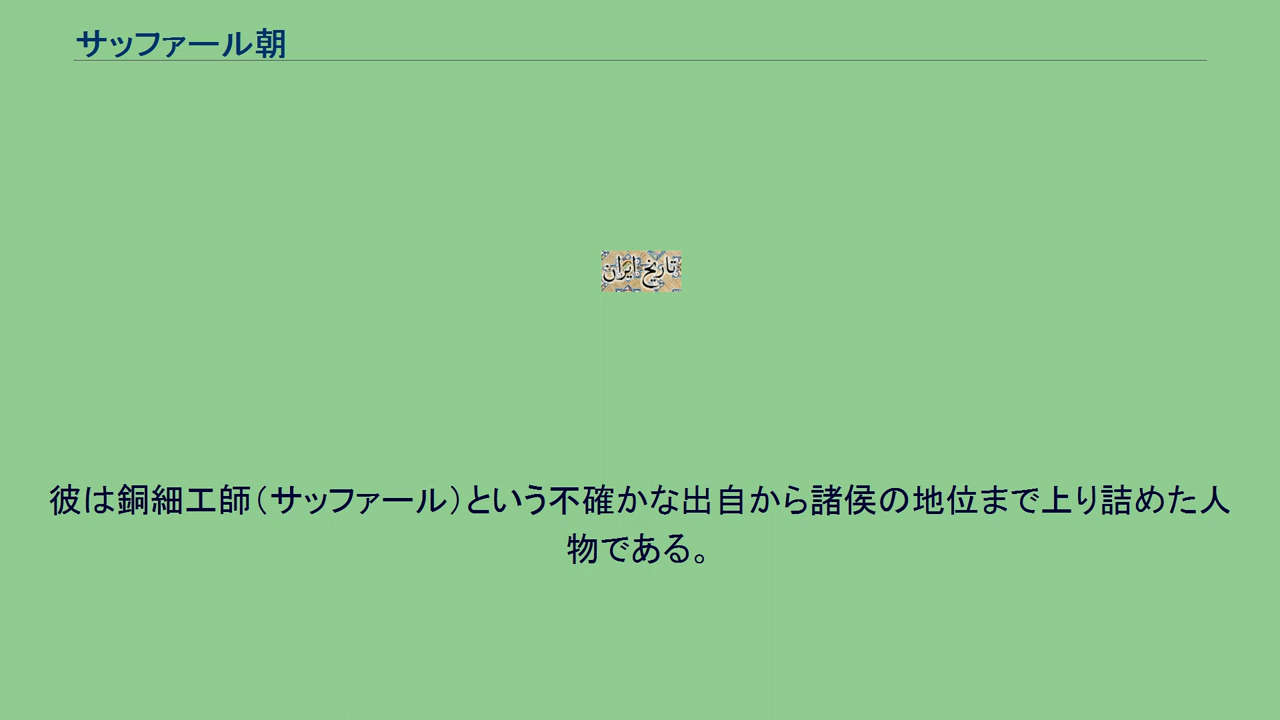 サッファール朝
تاریخ ایران
彼は銅細工師（サッファール）という不確かな出自から諸侯の地位まで上り詰めた人
物である。